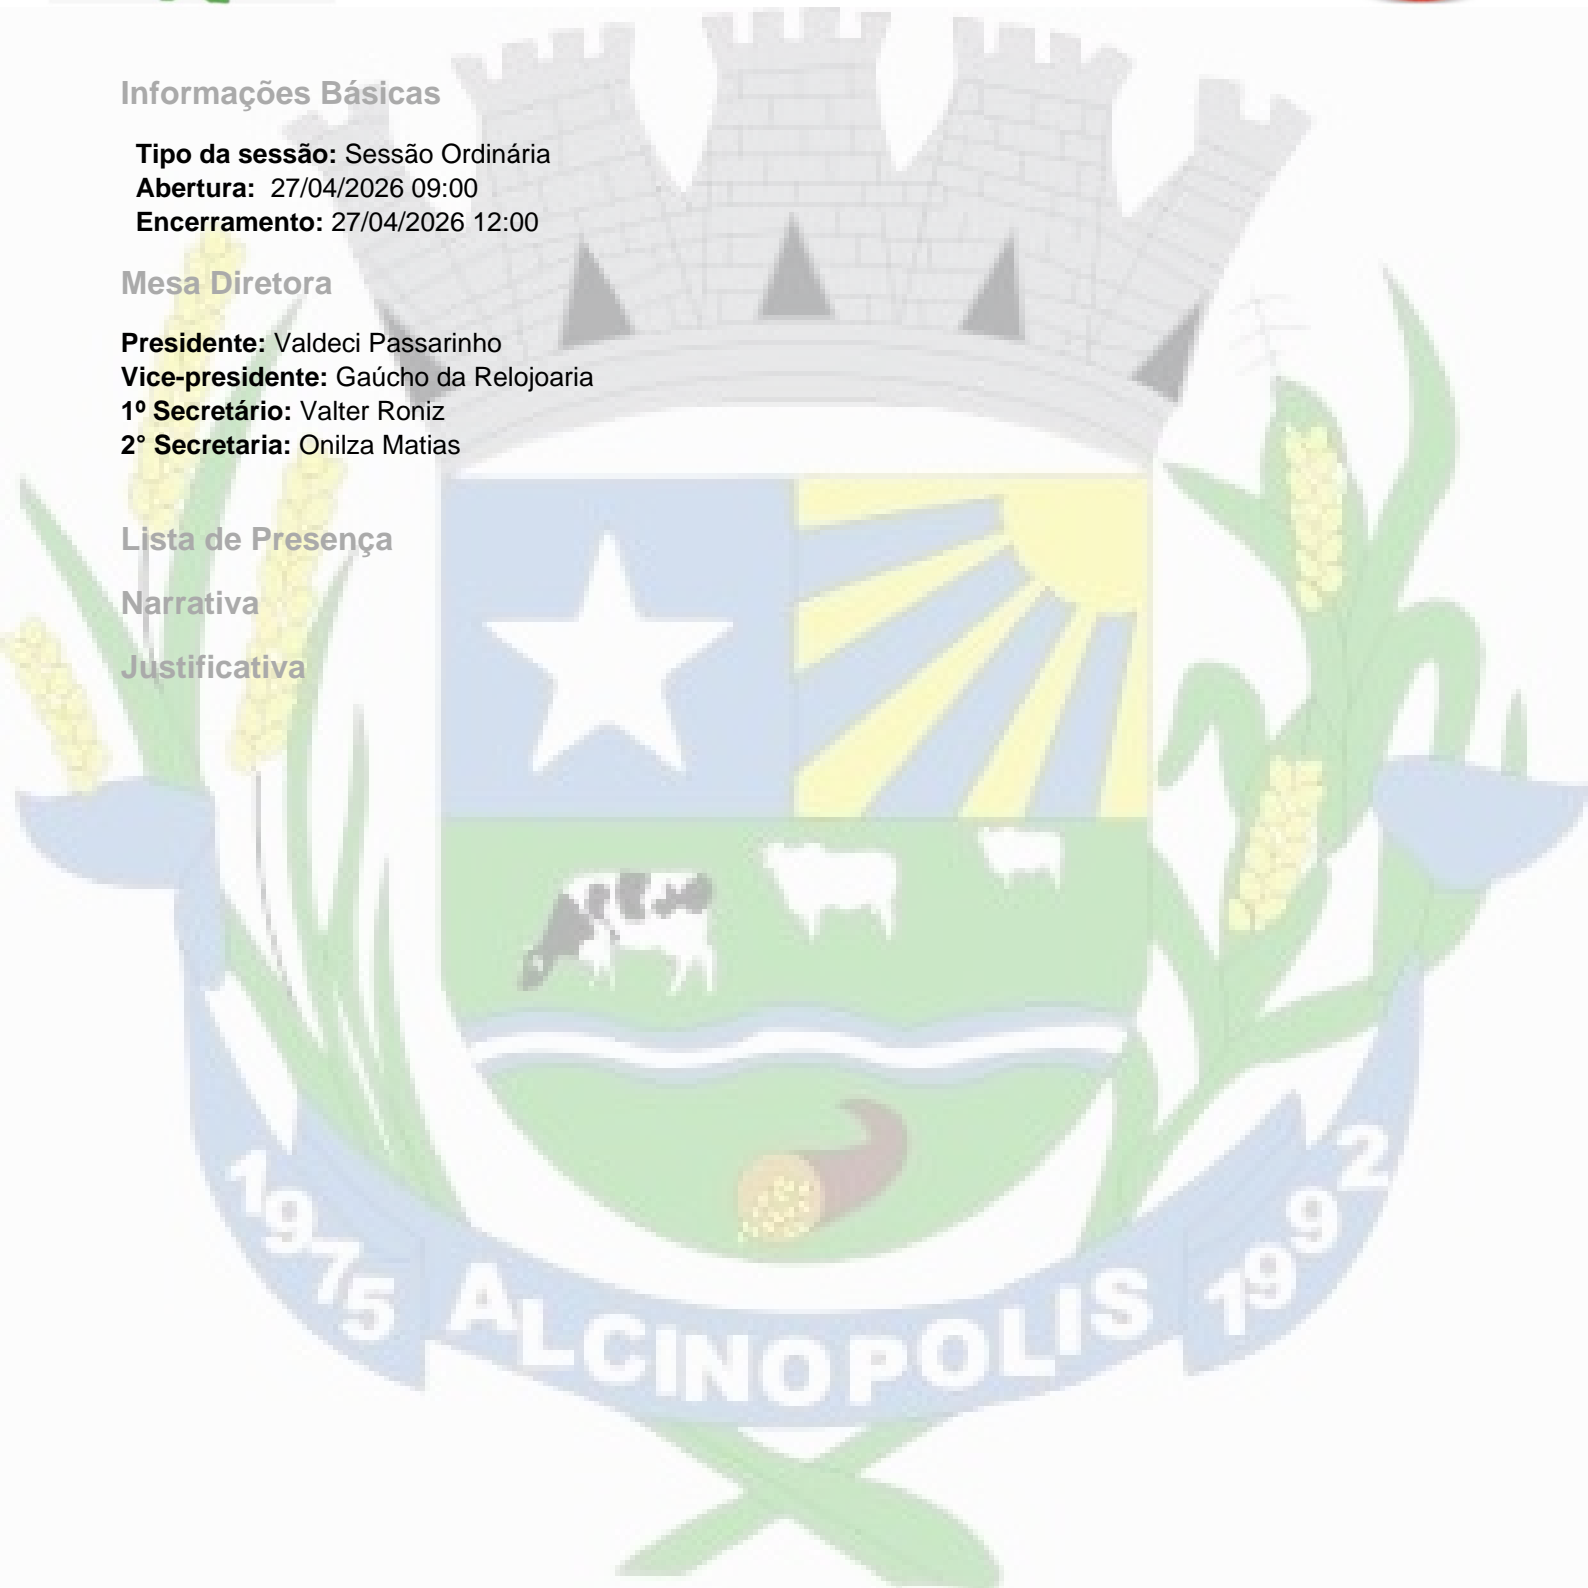 Informações Básicas
Tipo da sessão: Sessão Ordinária
Abertura: 27/04/2026 09:00
Encerramento: 27/04/2026 12:00
Mesa Diretora
Presidente: Valdeci Passarinho
Vice-presidente: Gaúcho da Relojoaria
1º Secretário: Valter Roniz
2° Secretaria: Onilza Matias
Lista de Presença
Narrativa
Justificativa
1975 ALCINOPOLIS 1992